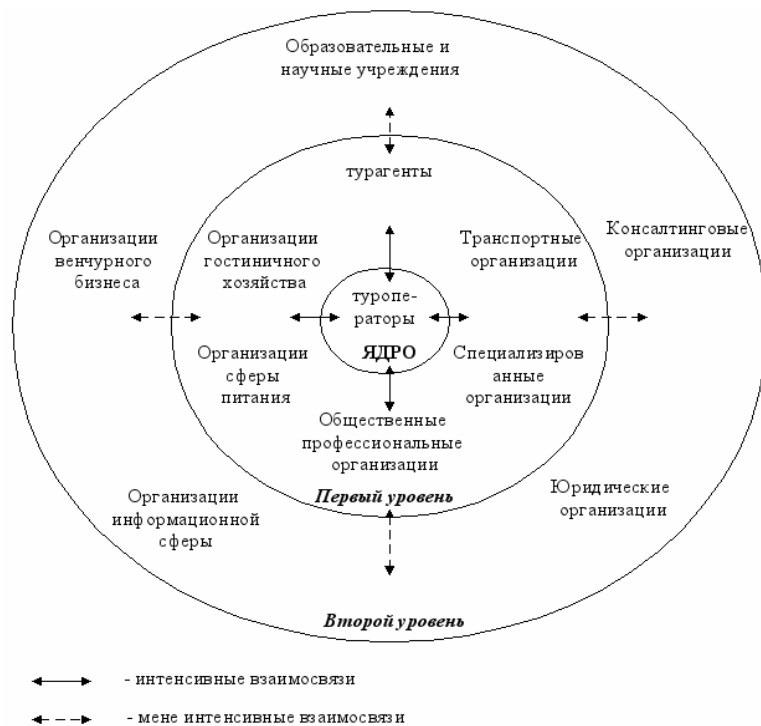 Образовательные и
научные учреждения
турагенты
Организации
венчурного
бизнеса
Организации
гостиничного
хозяйства
Транспортные
организации
Консалтинговые
организации
туропе-
раторы
ЯДРО
Организации
сферы
питания
Специализиров
анные
организации
Общественные
профессиональные
организации
Первый уровень
Организации
информационной
сферы
Юридические
организации
Второй уровень
- интенсивные взаимосвязи
- мене интенсивные взаимосвязи